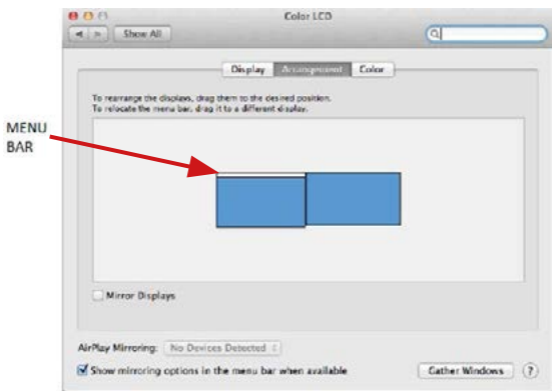 Color LCD
Show All
Display Arrangement Color
To rearrange the displays, drag them to the desired position.
To relocate the menu bar, drag it to a different display.
MENU
BAR
Mirror Displays
AirPlay Mirroring: No Devices Detected
Show mirroring options in the menu bar when available
Gather Windows ?